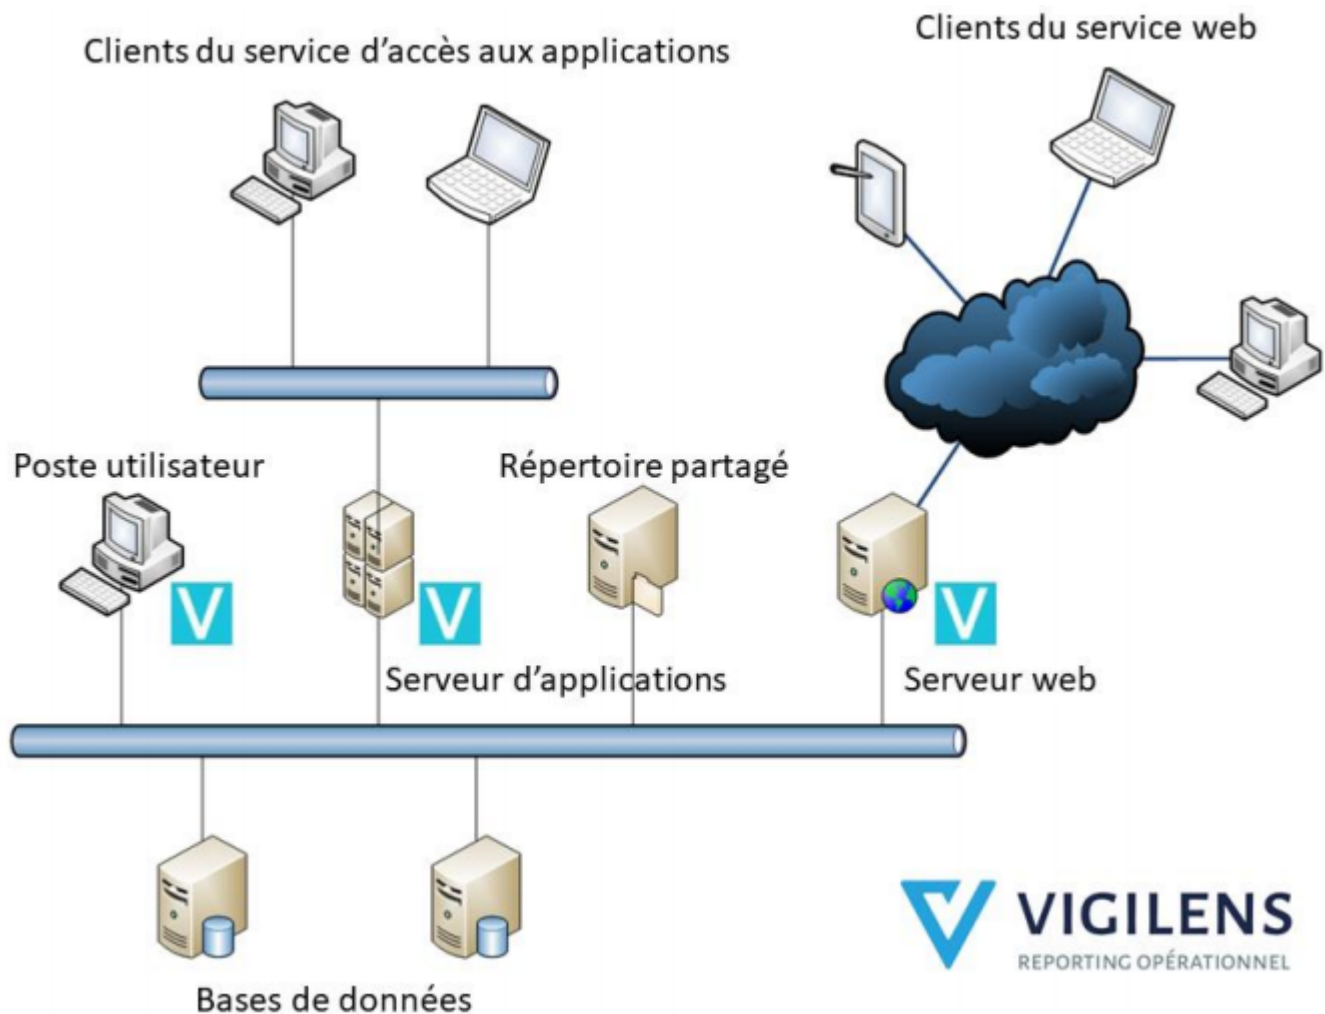 Clients du service d'accès aux applications
Clients du service web
Poste utilisateur
Répertoire partagé
V
V
V
Serveur d'applications
Serveur web
Bases de données
VIGILENS
REPORTING OPÉRATIONNEL